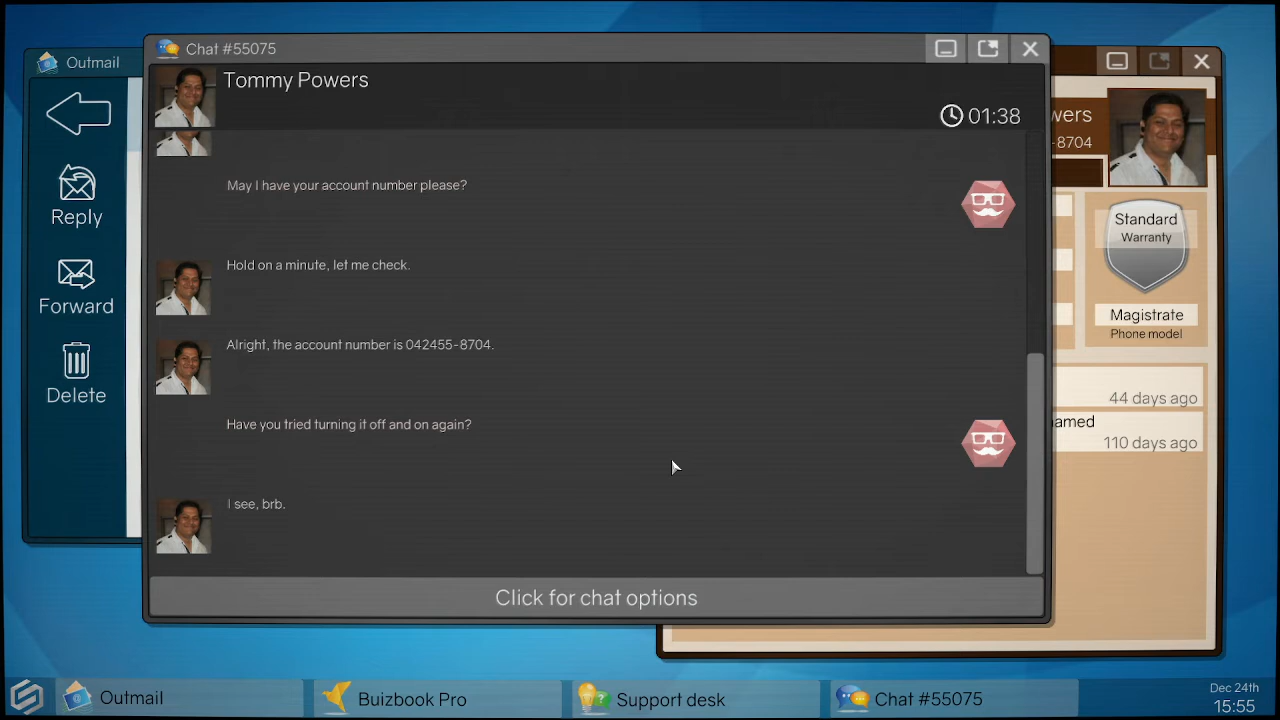 Outmail
Reply
Forward
Delete
Chat #55075
Tommy Powers
01:38
May I have your account number please?
Hold on a minute, let me check.
Alright, the account number is 042455-8704.
Have you tried turning it off and on again?
I see, brb.
Click for chat options
wers
-8704
Standard
Warranty
Magistrate
Phone model
44 days ago
amed
110 days ago
Outmail
Buizbook Pro
Support desk
Chat #55075
Dec 24th
15:55